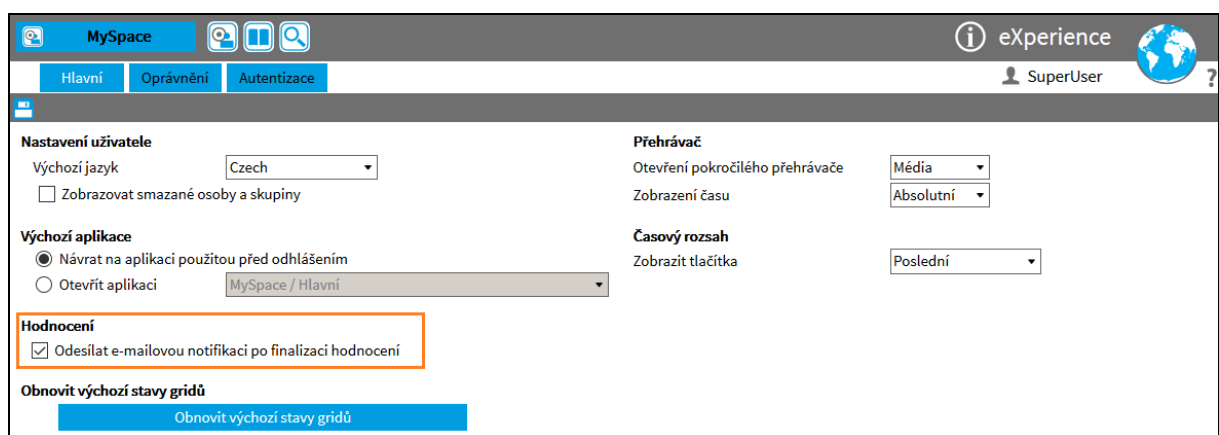 MySpace
eXperience
Hlavní Oprávnění Autentizace
SuperUser
?
Nastavení uživatele
Výchozí jazyk Czech
Zobrazovat smazané osoby a skupiny
Výchozí aplikace
Návrat na aplikaci použitou před odhlášením
Otevřít aplikaci MySpace / Hlavní
Hodnocení
Odesílat e-mailovou notifikaci po finalizaci hodnocení
Obnovit výchozí stavy gridů
Obnovit výchozí stavy gridů
Přehrávač
Otevření pokročilého přehrávače Média
Zobrazení času Absolutní
Časový rozsah
Zobrazit tlačítka Poslední